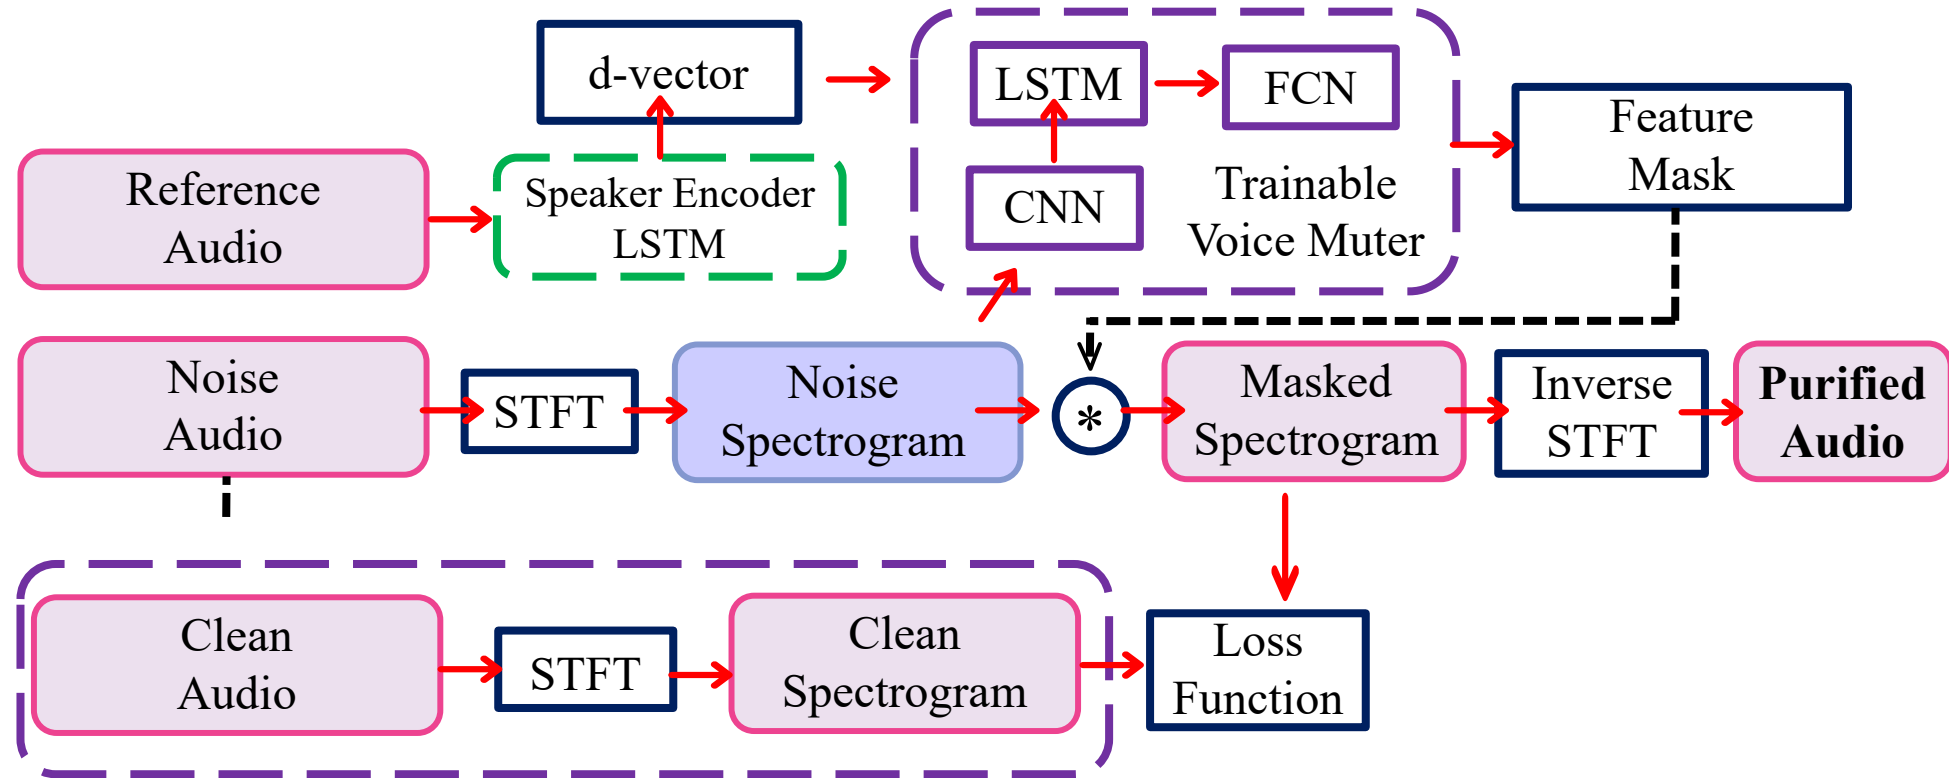 d-vector
LSTM
FCN
Feature
Mask
Reference
Audio
Speaker Encoder
LSTM
CNN
Trainable
Voice Muter
Noise
Audio
STFT
Noise
Spectrogram
*
Masked
Spectrogram
Inverse
STFT
Purified
Audio
Clean
Audio
STFT
Clean
Spectrogram
Loss
Function